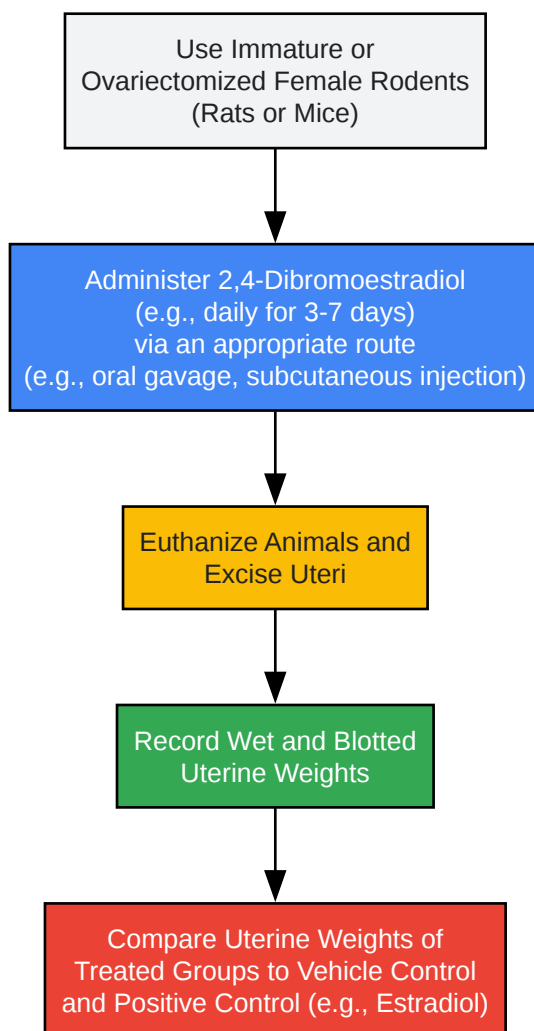 Use Immature or
Ovariectomized Female Rodents
(Rats or Mice)
Administer 2,4-Dibromoestradiol
(e.g., daily for 3-7 days)
via an appropriate route
(e.g., oral gavage, subcutaneous injection)
Euthanize Animals and
Excise Uteri
Record Wet and Blotted
Uterine Weights
Compare Uterine Weights of
Treated Groups to Vehicle Control
and Positive Control (e.g., Estradiol)